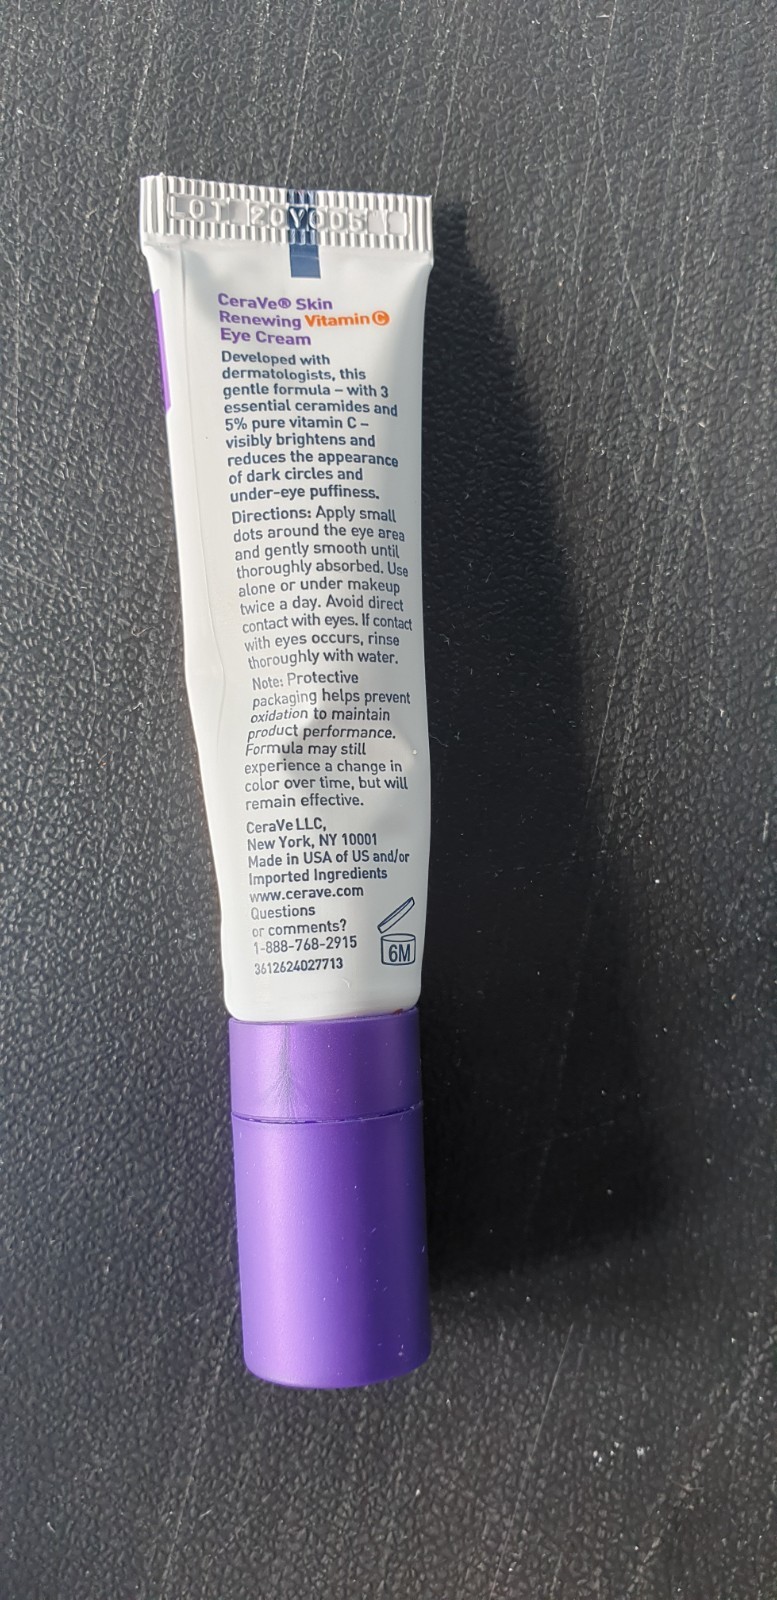 LOT 20Y005
CeraVe® Skin
Renewing Vitamin C
Eye Cream
Developed with
dermatologists, this
gentle formula – with 3
essential ceramides and
5% pure vitamin C –
visibly brightens and
reduces the appearance
of dark circles and
under-eye puffiness.
Directions: Apply small
dots around the eye area
and gently smooth until
thoroughly absorbed. Use
alone or under makeup
twice a day. Avoid direct
contact with eyes. If contact
with eyes occurs, rinse
thoroughly with water.
Note: Protective
packaging helps prevent
oxidation to maintain
product performance.
Formula may still
experience a change in
color over time, but will
remain effective.
CeraVe LLC,
New York, NY 10001
Made in USA of US and/or
Imported Ingredients
www.cerave.com
Questions
or comments?
1-888-768-2915
6M
3612624027713